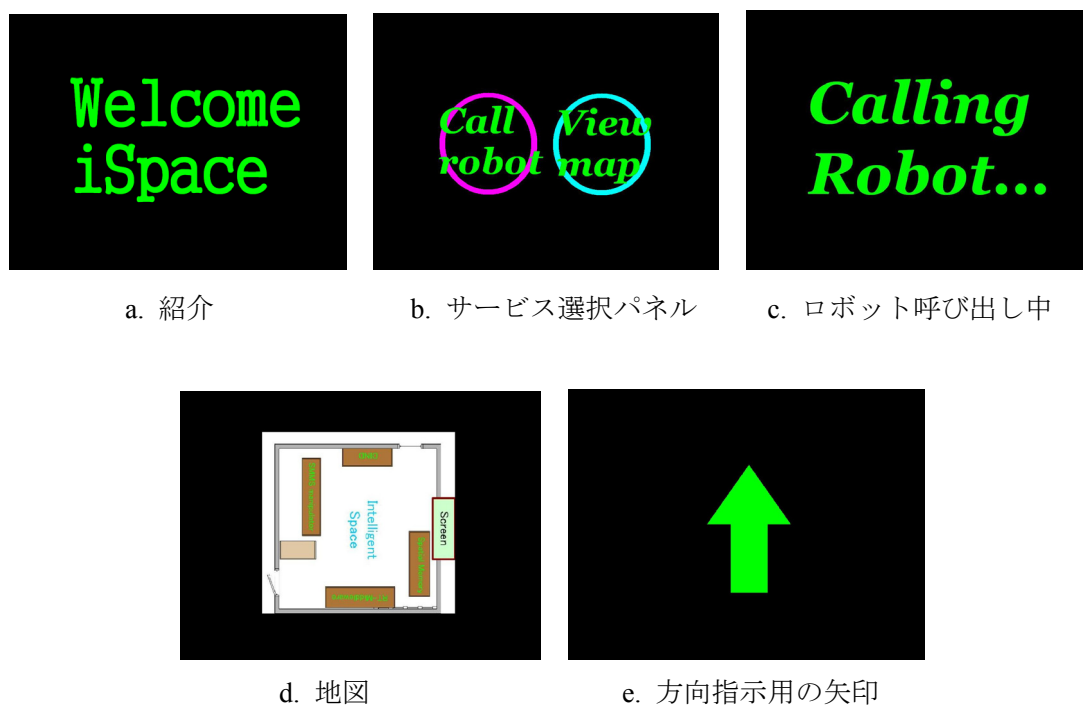 Welcome
iSpace
Call
robot
View
map
Calling
Robot...
a. 紹介
b. サービス選択パネル
c. ロボット呼び出し中
Intelligent
Space
Screen
RT-Middleware
d. 地図
e. 方向指示用の矢印